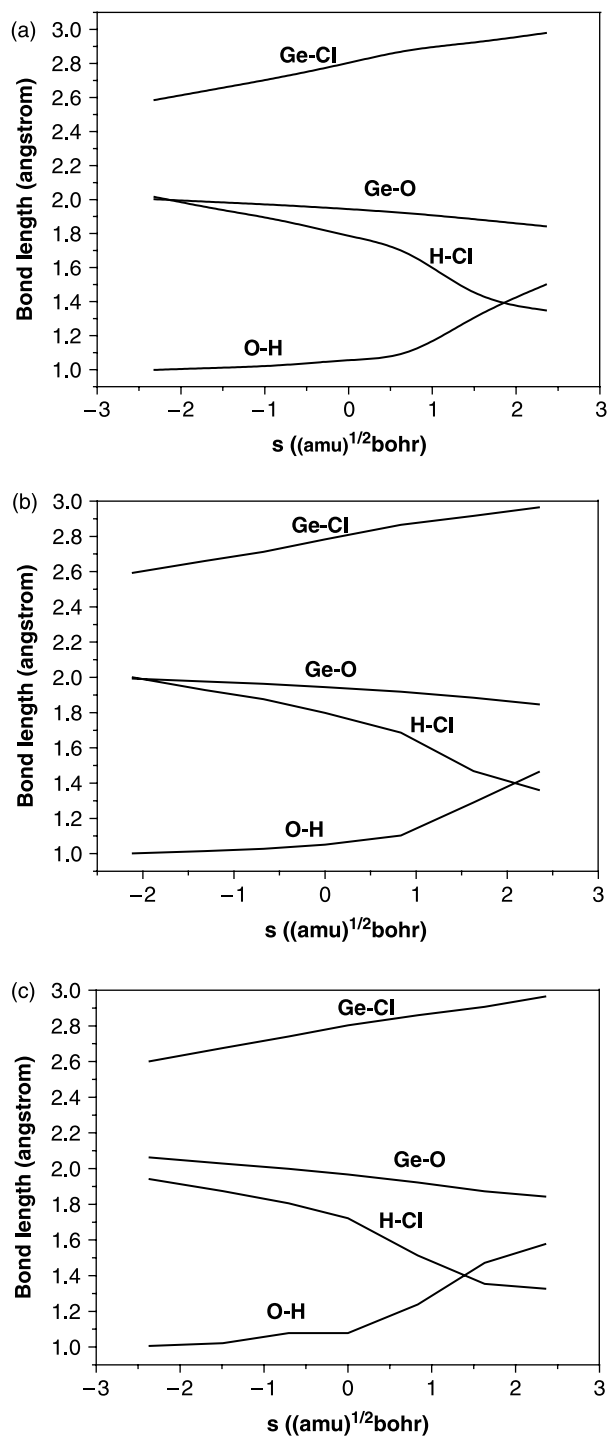 (a)
3.0
2.8
2.6
2.4
2.2
2.0
1.8
1.6
1.4
1.2
1.0
Bond length (angstrom)
Ge-Cl
Ge-O
H-Cl
O-H
−3 −2 −1 0 1 2 3
s ((amu)1/2bohr)
(b)
3.0
2.8
2.6
2.4
2.2
2.0
1.8
1.6
1.4
1.2
1.0
Bond length (angstrom)
Ge-Cl
Ge-O
H-Cl
O-H
−2 −1 0 1 2 3
s ((amu)1/2bohr)
(c)
3.0
2.8
2.6
2.4
2.2
2.0
1.8
1.6
1.4
1.2
1.0
Bond length (angstrom)
Ge-Cl
Ge-O
H-Cl
O-H
−3 −2 −1 0 1 2 3
s ((amu)1/2bohr)